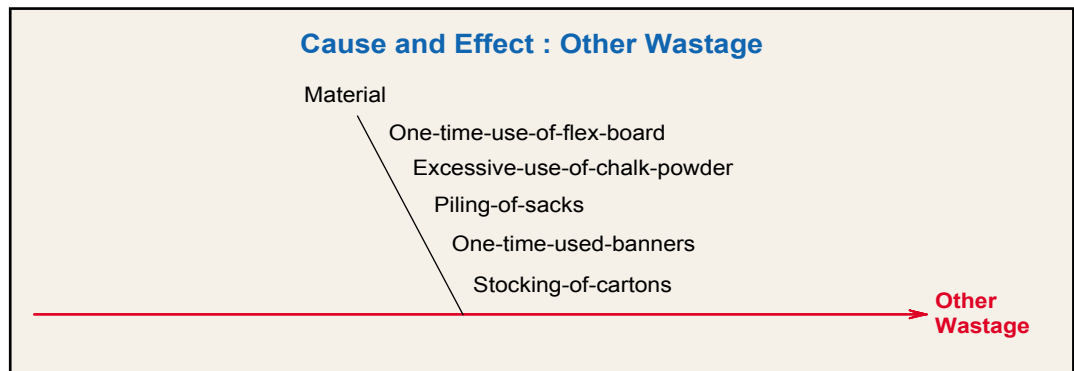 Cause and Effect : Other Wastage
Material
One-time-use-of-flex-board
Excessive-use-of-chalk-powder
Piling-of-sacks
One-time-used-banners
Stocking-of-cartons
Other
Wastage